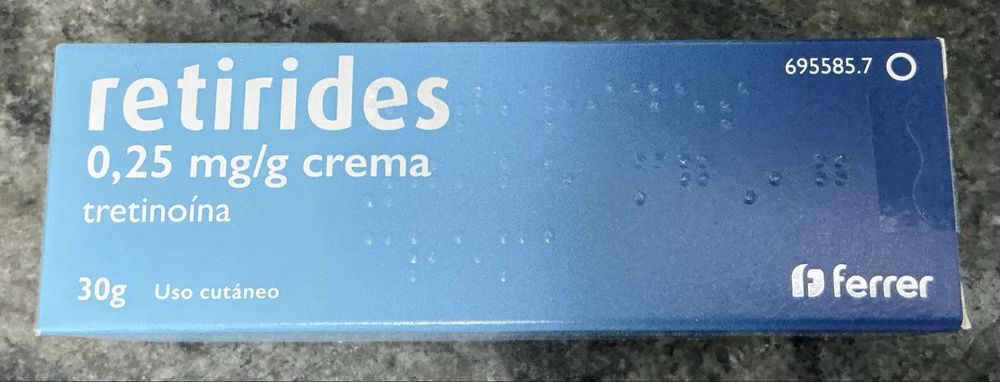 retirides
695585.7
0,25 mg/g crema
tretinoína
30g Uso cutáneo
ferrer